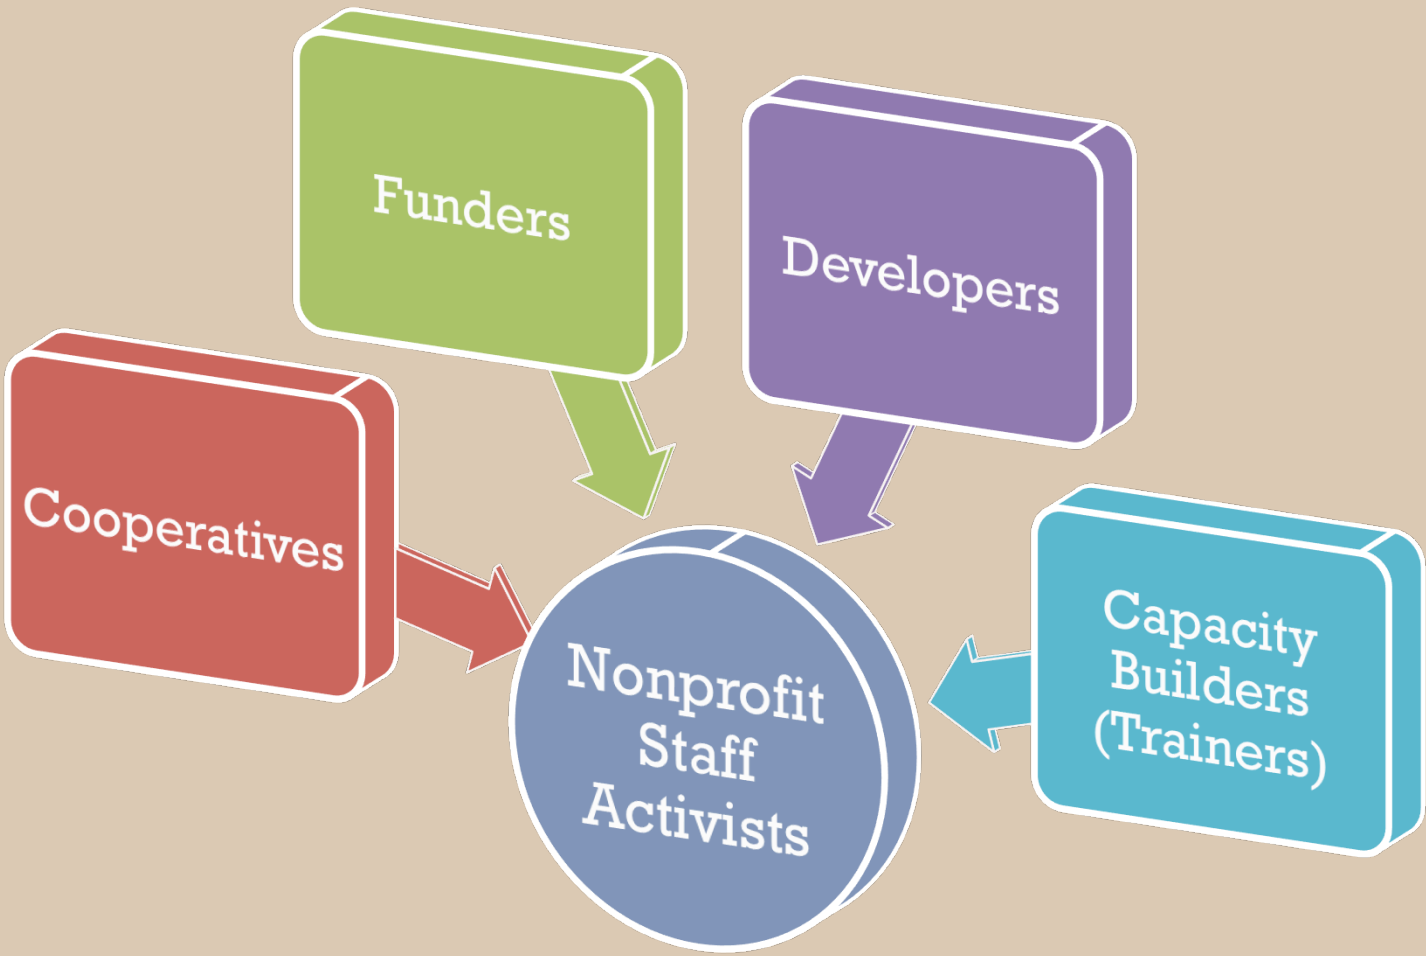 Funders
Developers
Cooperatives
Capacity
Builders
(Trainers)
Nonprofit
Staff
Activists